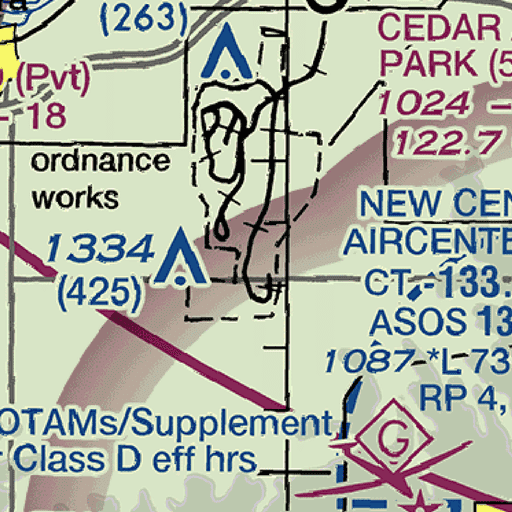 (263)
CEDAR
PARK (5
1024 –
122.7
(Pvt)
- 18
ordnance
works
1334
(425)
NEW CEN
AIRCENTE
CT - 133.
ASOS 13
1087 *L 73
RP 4,
OTAMs/Supplement
Class D eff hrs
G